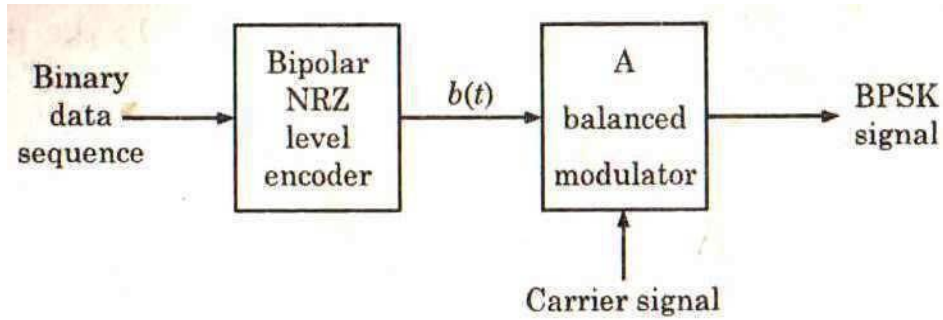 Binary
data
sequence
Bipolar
NRZ
level
encoder
b(t)
A
balanced
modulator
BPSK
signal
Carrier signal